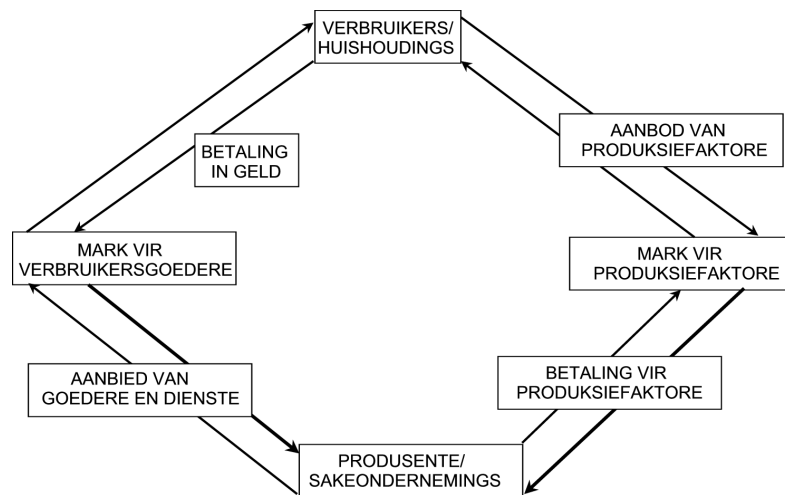 VERBRUIKERS/
HUISHOUDINGS
BETALING
IN GELD
AANBOD VAN
PRODUKSIEFAKTORE
MARK VIR
VERBRUIKERSGOEDERE
MARK VIR
PRODUKSIEFAKTORE
AANBIED VAN
GOEDERE EN DIENSTE
BETALING VIR
PRODUKSIEFAKTORE
PRODUSENTE/
SAKEONDERNEMINGS